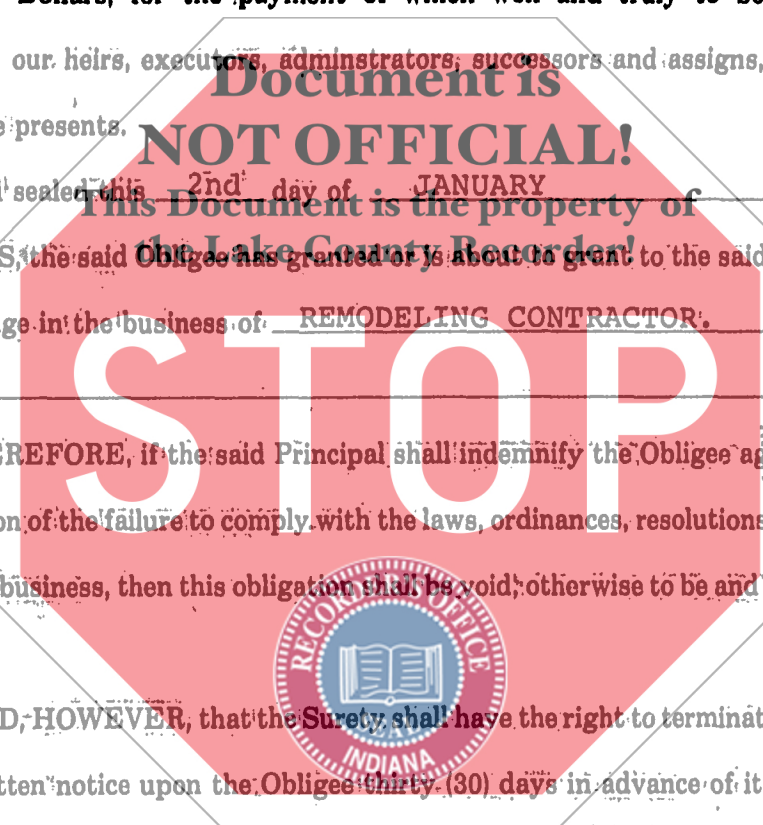 Dollars, for the payment of which well and truly to be
our heirs, executors, adminstrators, successors and assigns,
Document is
presents.
NOT OFFICIAL!
sealed this 2nd day of JANUARY
This Document is the property of
the Lake County Recorder!
S, the said Obligee has granted or is about to grant to the said
ge in the business of REMODELING CONTRACTOR.
STOP
EREFORE, if the said Principal shall indemnify the Obligee ag
on of the failure to comply with the laws, ordinances, resolutions
business, then this obligation shall be void, otherwise to be and
RECORDER'S OFFICE
SEAL
INDIANA
D, HOWEVER, that the Surety shall have the right to terminat
tten notice upon the Obligee thirty (30) days in advance of it